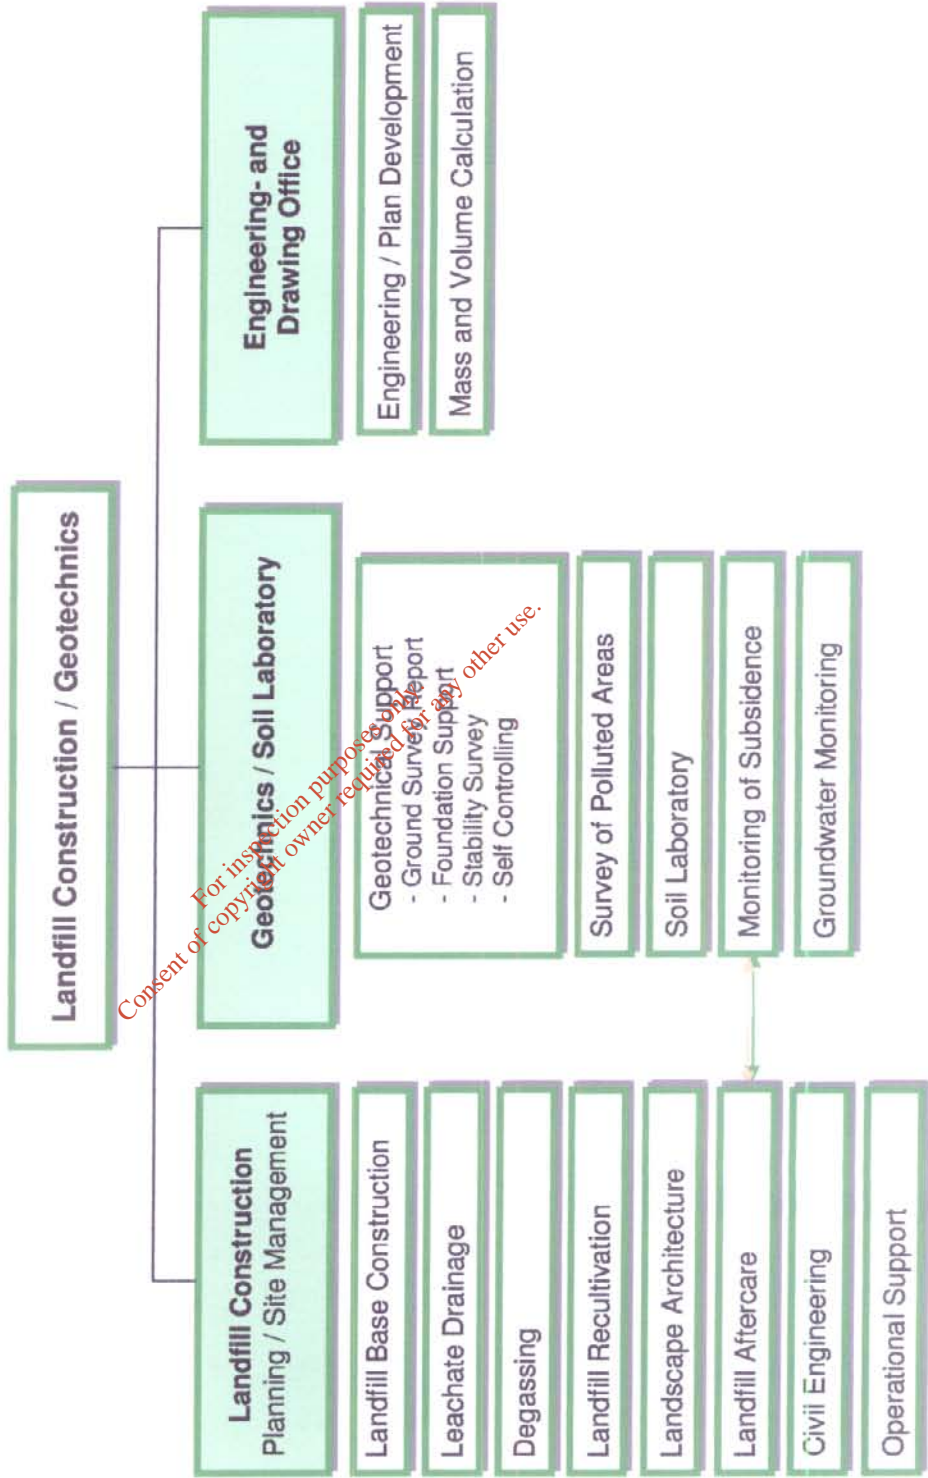 Landfill Construction / Geotechnics
Landfill Construction
Planning / Site Management
Landfill Base Construction
Leachate Drainage
Degassing
Landfill Recultivation
Landscape Architecture
Landfill Aftercare
Civil Engineering
Operational Support
Geotechnics / Soil Laboratory
Geotechnical Support
- Ground Survey Report
- Foundation Support
- Stability Survey
- Self Controlling
Survey of Polluted Areas
Soil Laboratory
Monitoring of Subsidence
Groundwater Monitoring
Engineering- and
Drawing Office
Engineering / Plan Development
Mass and Volume Calculation
For inspection purposes only.
Consent of copyright owner required for any other use.